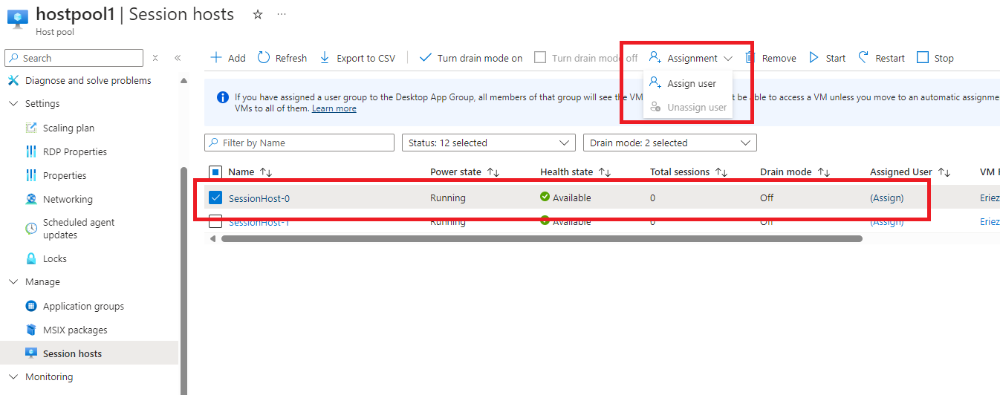 hostpool1 | Session hosts
Host pool
Search
Add Refresh Export to CSV Turn drain mode on Turn drain mode off Assignment Remove Start Restart Stop
Assign user
Unassign user
Diagnose and solve problems
Settings
Scaling plan
RDP Properties
Properties
Networking
Scheduled agent
updates
Locks
Manage
Application groups
MSIX packages
Session hosts
Monitoring
If you have assigned a user group to the Desktop App Group, all members of that group will see the VM be able to access a VM unless you move to an automatic assignme
VMs to all of them. Learn more
Filter by Name Status: 12 selected Drain mode: 2 selected
Name Power state Health state Total sessions Drain mode Assigned User VM
SessionHost-0 Running Available 0 Off (Assign) Eriez
SessionHost-1 Running Available 0 Off (Assign) Eriez